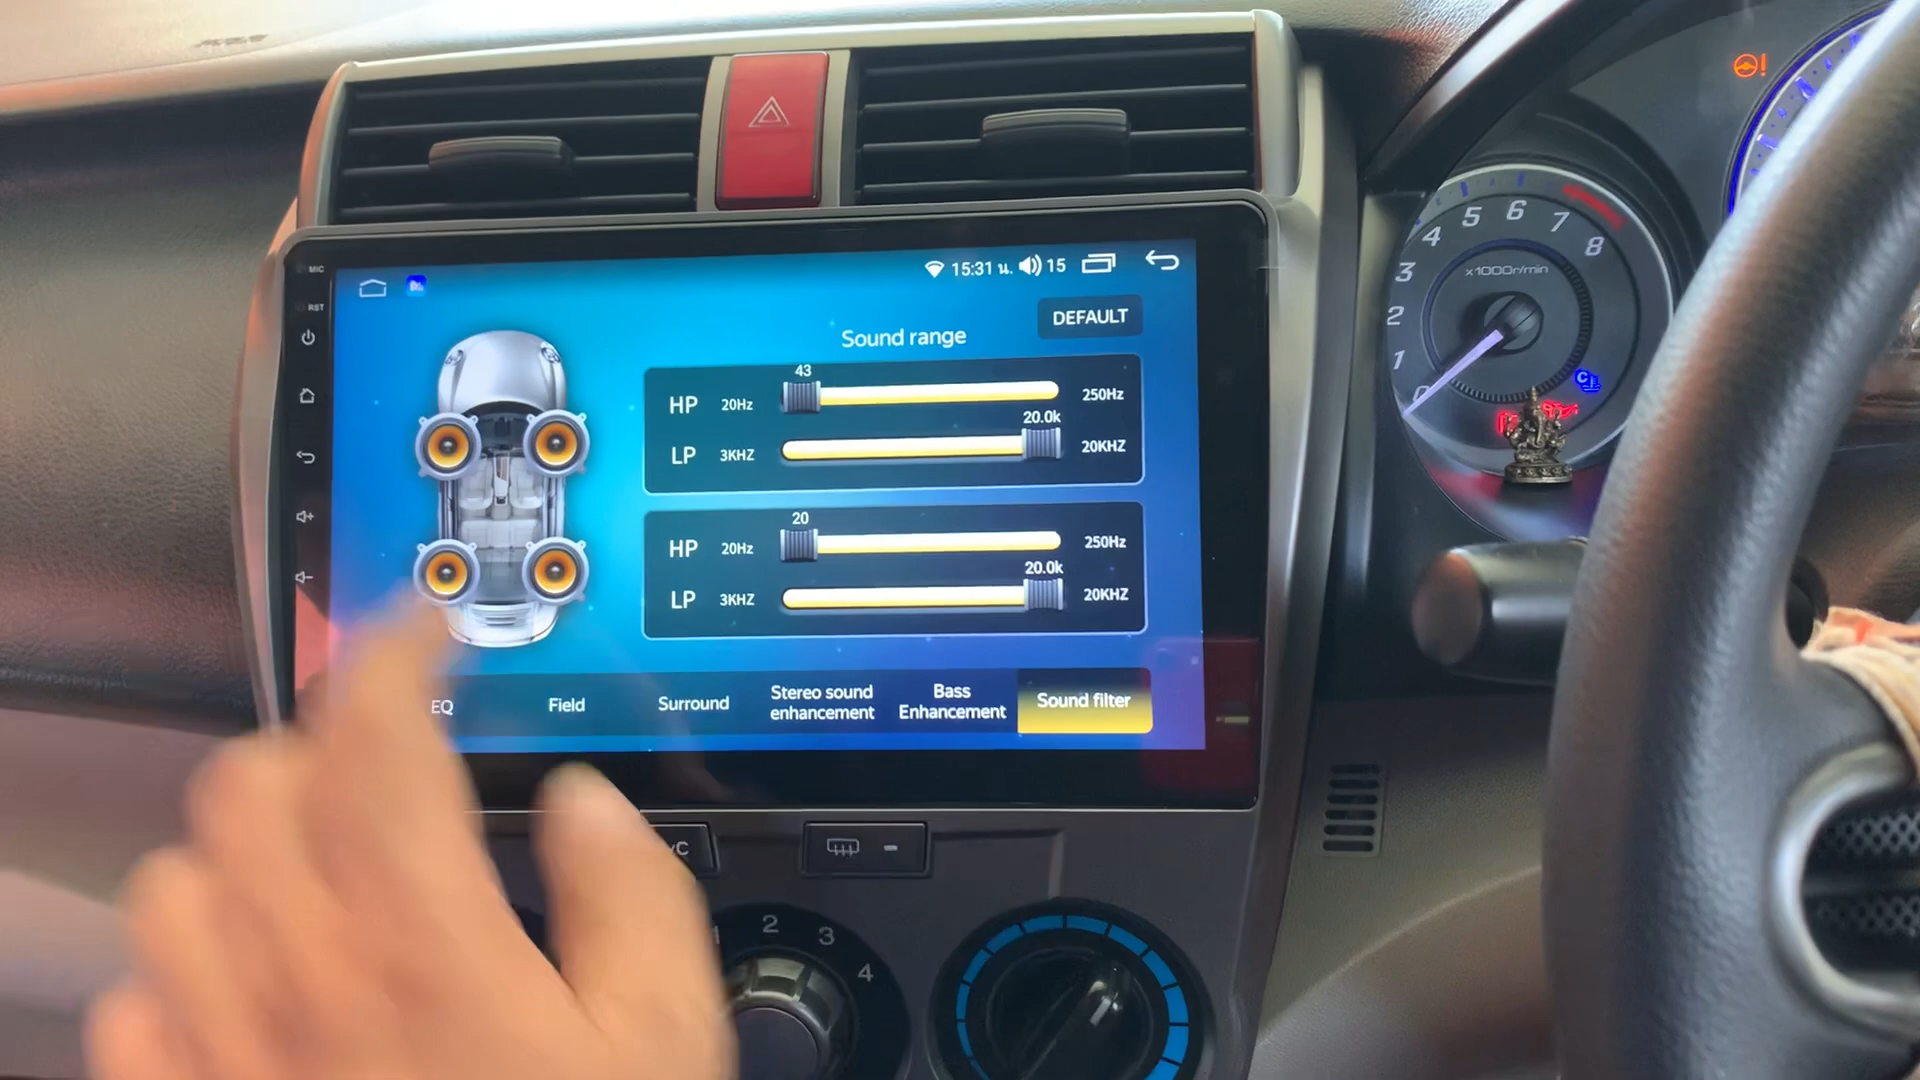 MIC
RST
15:31 น. 15
DEFAULT
Sound range
43
HP 20Hz 250Hz
20.0k
LP 3KHZ 20KHZ
20
HP 20Hz 250Hz
20.0k
LP 3KHZ 20KHZ
EQ Field Surround Stereo sound enhancement Bass Enhancement Sound filter
1 2 3 4
0 1 2 3 4 5 6 7 8
x1000r/min
C